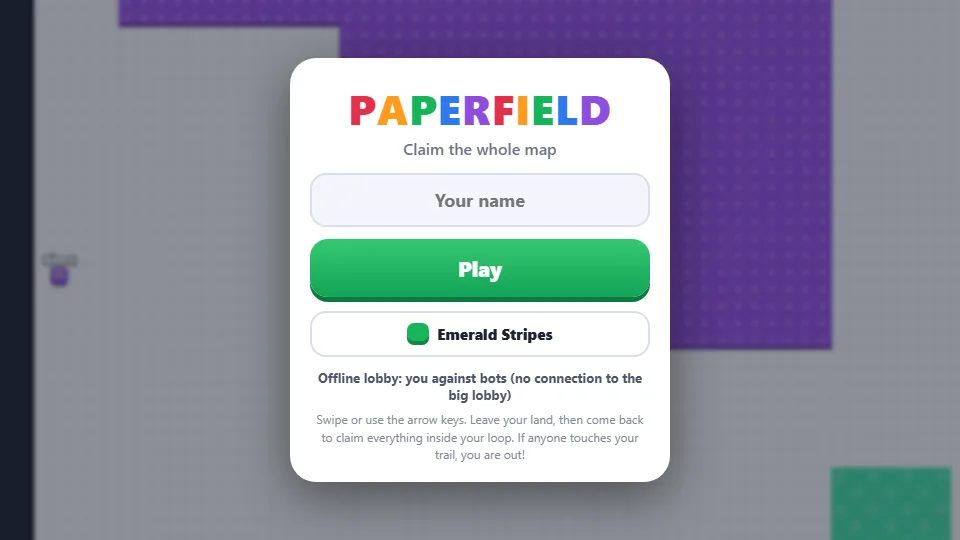 PAPERFIELD
Claim the whole map
Your name
Play
Emerald Stripes
Offline lobby: you against bots (no connection to the
big lobby)
Swipe or use the arrow keys. Leave your land, then come back
to claim everything inside your loop. If anyone touches your
trail, you are out!